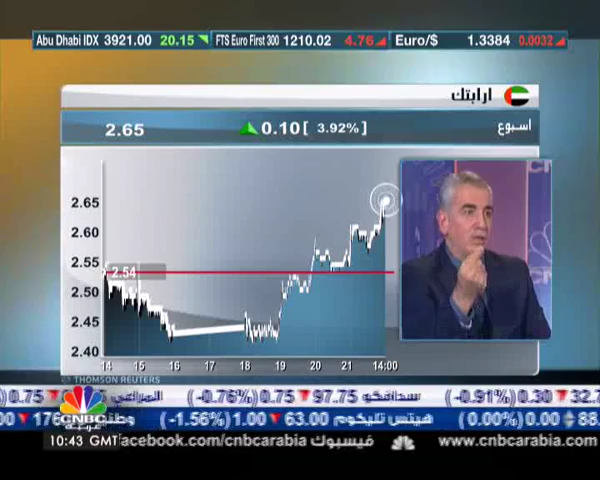 Abu Dhabi IDX 3921.00 20.15 FTS Euro First 300 1210.02 4.76 Euro/$ 1.3384 0.0032
ارابتك
2.65 0.10[ 3.92%] اسبوع
2.65
2.60
2.55
2.54
2.50
2.45
2.40
14 15 16 17 18 19 20 21 14:00
© THOMSON REUTERS
0.75 (-0.76%) 0.75 97.75 سدافكو (-0.91%) 0.30 32.7
CNBC
عربية
0.00 176 (-1.56%) 1.00 63.00 هيتس تليكوم (0.00%) 0.00 88.
10:43 GMT facebook.com/cnbcarabia فيسبوك www.cnbcarabia.co